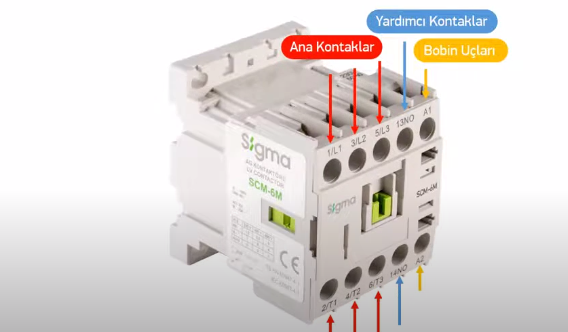 Yardımcı Kontaklar
Ana Kontaklar
Bobin Uçları
1/L1 3/L2 5/L3 13NO A1
sigma
SCM-6M
sigma
SCM-6M
CE
2/T1 4/T2 6/T3 14NO A2